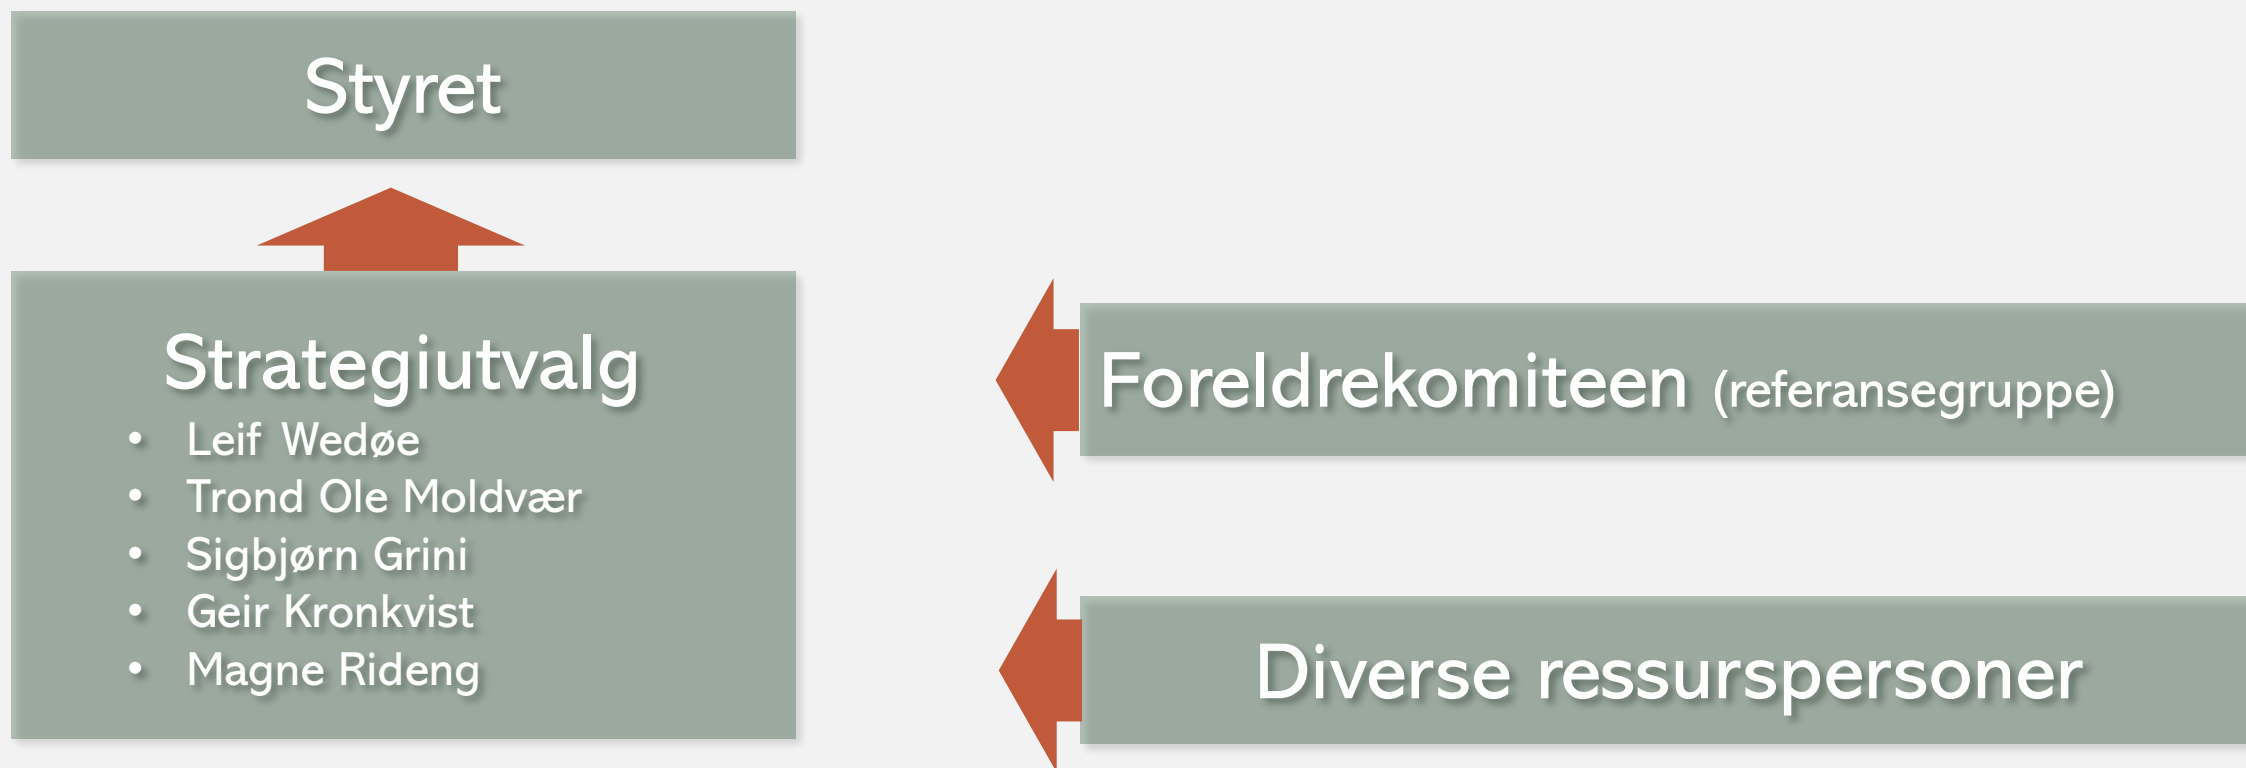 Styret
Strategiutvalg
• Leif Wedøe
• Trond Ole Moldvær
• Sigbjørn Grini
• Geir Kronkvist
• Magne Rideng
Foreldrekomiteen (referansegruppe)
Diverse ressurspersoner